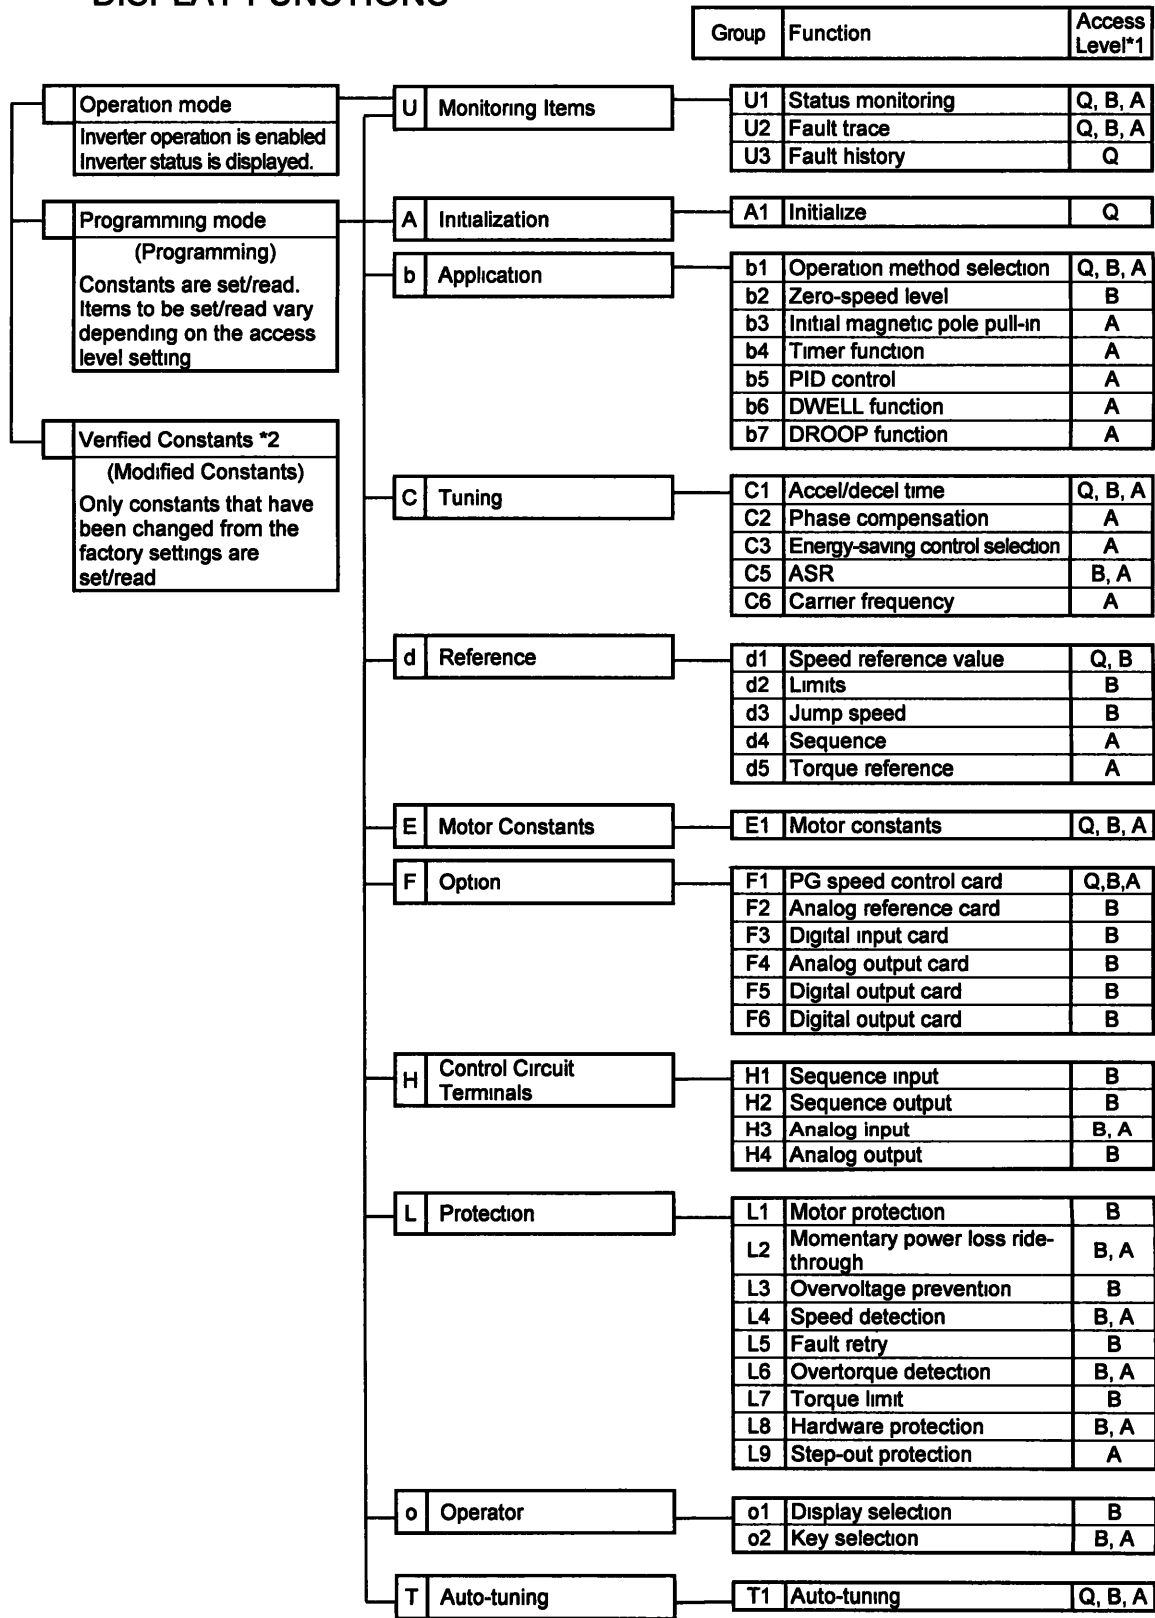 DISPLAY FUNCTIONS
Group Function Access Level*1
Operation mode
Inverter operation is enabled
Inverter status is displayed.
Programming mode
(Programming)
Constants are set/read.
Items to be set/read vary
depending on the access
level setting
Verified Constants *2
(Modified Constants)
Only constants that have
been changed from the
factory settings are
set/read
U Monitoring Items
U1 Status monitoring Q, B, A
U2 Fault trace Q, B, A
U3 Fault history Q
A Initialization
A1 Initialize Q
b Application
b1 Operation method selection Q, B, A
b2 Zero-speed level B
b3 Initial magnetic pole pull-in A
b4 Timer function A
b5 PID control A
b6 DWELL function A
b7 DROOP function A
C Tuning
C1 Accel/decel time Q, B, A
C2 Phase compensation A
C3 Energy-saving control selection A
C5 ASR B, A
C6 Carrier frequency A
d Reference
d1 Speed reference value Q, B
d2 Limits B
d3 Jump speed B
d4 Sequence A
d5 Torque reference A
E Motor Constants
E1 Motor constants Q, B, A
F Option
F1 PG speed control card Q,B,A
F2 Analog reference card B
F3 Digital input card B
F4 Analog output card B
F5 Digital output card B
F6 Digital output card B
H Control Circuit
Terminals
H1 Sequence input B
H2 Sequence output B
H3 Analog input B, A
H4 Analog output B
L Protection
L1 Motor protection B
L2 Momentary power loss ride-
through B, A
L3 Overvoltage prevention B
L4 Speed detection B, A
L5 Fault retry B
L6 Overtorque detection B, A
L7 Torque limit B
L8 Hardware protection B, A
L9 Step-out protection A
o Operator
o1 Display selection B
o2 Key selection B, A
T Auto-tuning
T1 Auto-tuning Q, B, A